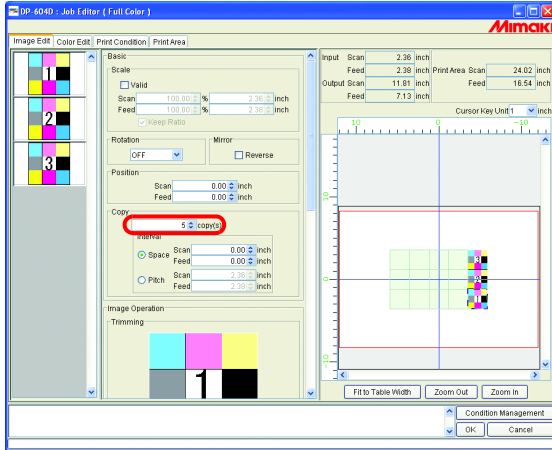 DP-604D : Job Editor ( Full Color )
Mimaki
Image Edit Color Edit Print Condition Print Area
1
2
3
Basic
Scale
Valid
Scan 100.00 % 2.36 inch
Feed 100.00 % 2.38 inch
Keep Ratio
Rotation
OFF
Mirror
Reverse
Position
Scan 0.00 inch
Feed 0.00 inch
Copy
5 copy(s)
Interval
Space
Scan 0.00 inch
Feed 0.00 inch
Pitch
Scan 2.36 inch
Feed 2.38 inch
Image Operation
Trimming
1
Input Scan 2.36 inch
Feed 2.38 inch Print Area Scan 24.02 inch
Output Scan 11.81 inch Feed 16.54 inch
Feed 7.13 inch
Cursor Key Unit 1 inch
10 0 -10
10
0
-10
3
2
1
Fit to Table Width Zoom Out Zoom In
Condition Management
OK Cancel